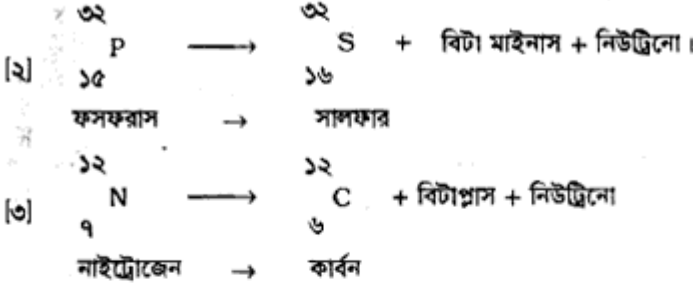 ৩২ ৩২
[২] P ⟶ S + বিটা মাইনাস + নিউট্রিনো।
১৫ ১৬
ফসফরাস → সালফার
১২ ১২
[৩] N ⟶ C + বিটাপ্লাস + নিউট্রিনো
৭ ৬
নাইট্রোজেন → কার্বন